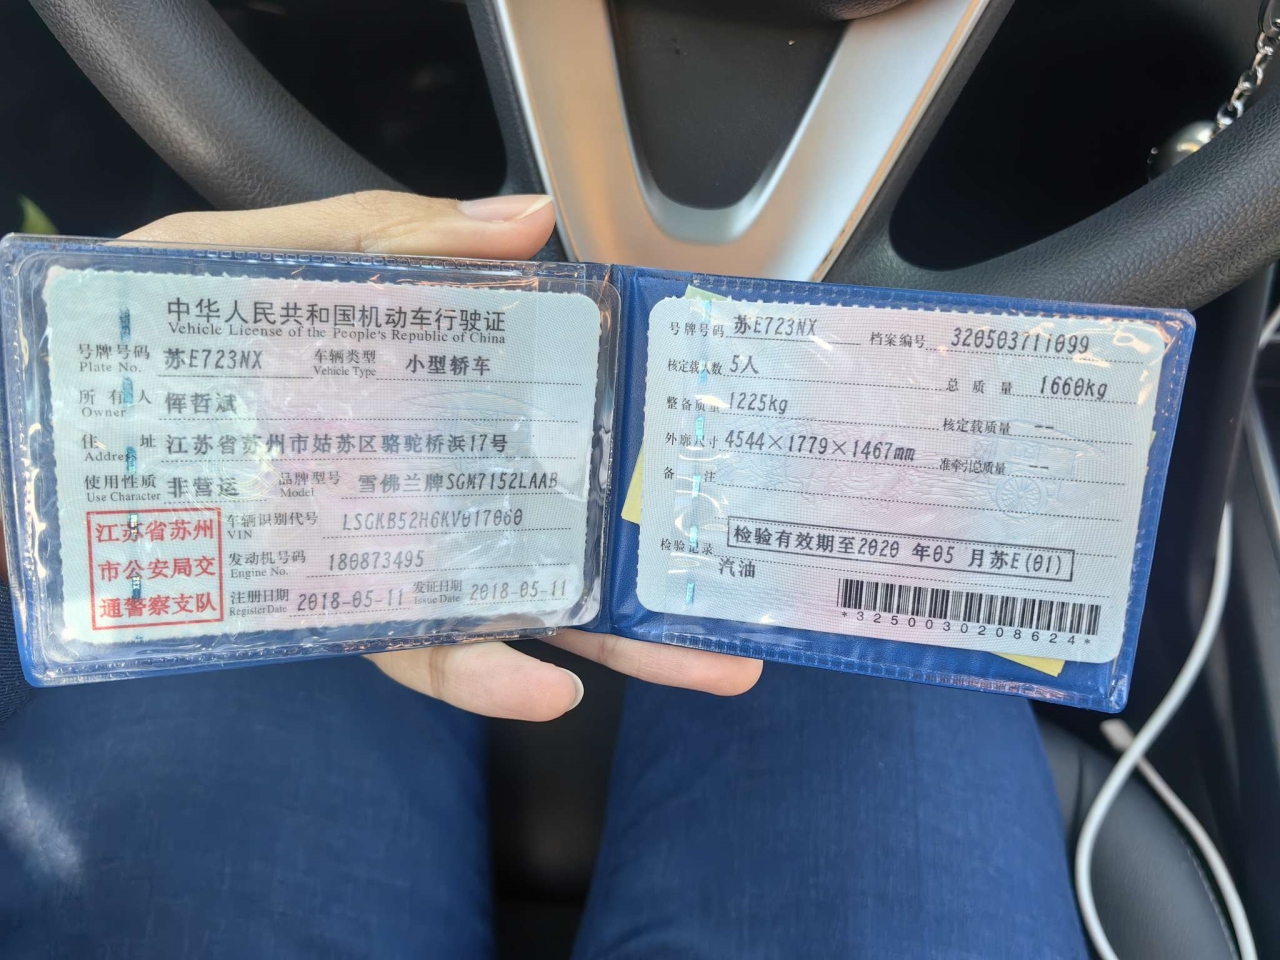 中华人民共和国机动车行驶证
Vehicle License of the People's Republic of China
号牌号码 苏E723NX 车辆类型 小型轿车
Plate No. Vehicle Type
所有人 恽哲斌
Owner
住址 江苏省苏州市姑苏区骆驼桥浜17号
Address
使用性质 非营运 品牌型号 雪佛兰牌SGM7152LAAB
Use Character Model
江苏省苏州
市公安局交
通警察支队
车辆识别代号 LSGKB52H6KV017060
VIN
发动机号码 180873495
Engine No.
注册日期 2018-05-11 发证日期 2018-05-11
Register Date Issue Date
号牌号码 苏E723NX 档案编号 320503711099
核定载人数 5人 总质量 1660kg
整备质量 1225kg 核定载质量 --
外廓尺寸 4544×1779×1467mm 准牵引总质量 --
备注
检验记录 检验有效期至2020年05月苏E(01)
汽油
*3250030208624*